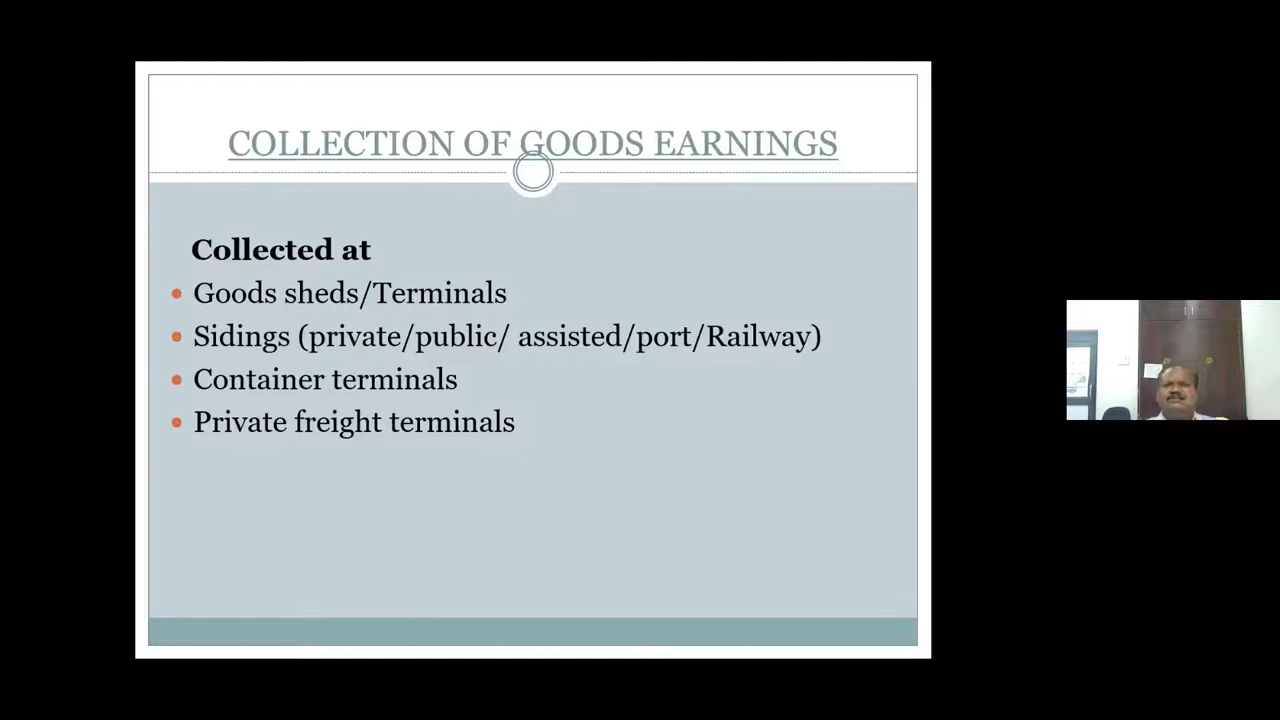 COLLECTION OF GOODS EARNINGS
Collected at
Goods sheds/Terminals
Sidings (private/public/ assisted/port/Railway)
Container terminals
Private freight terminals